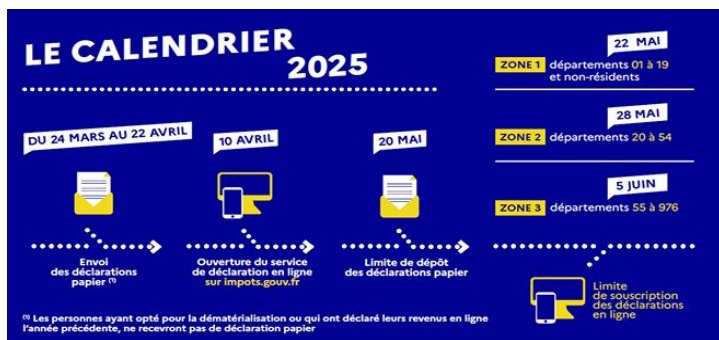 LE CALENDRIER
2025
DU 24 MARS AU 22 AVRIL
Envoi
des déclarations
papier (1)
10 AVRIL
Ouverture du service
de déclaration en ligne
sur impots.gouv.fr
20 MAI
Limite de dépôt
des déclarations papier
22 MAI
ZONE 1 départements 01 à 19
et non-résidents
28 MAI
ZONE 2 départements 20 à 54
5 JUIN
ZONE 3 départements 55 à 976
Limite
de souscription
des déclarations
en ligne
(1) Les personnes ayant opté pour la dématérialisation ou qui ont déclaré leurs revenus en ligne
l'année précédente, ne recevront pas de déclaration papier